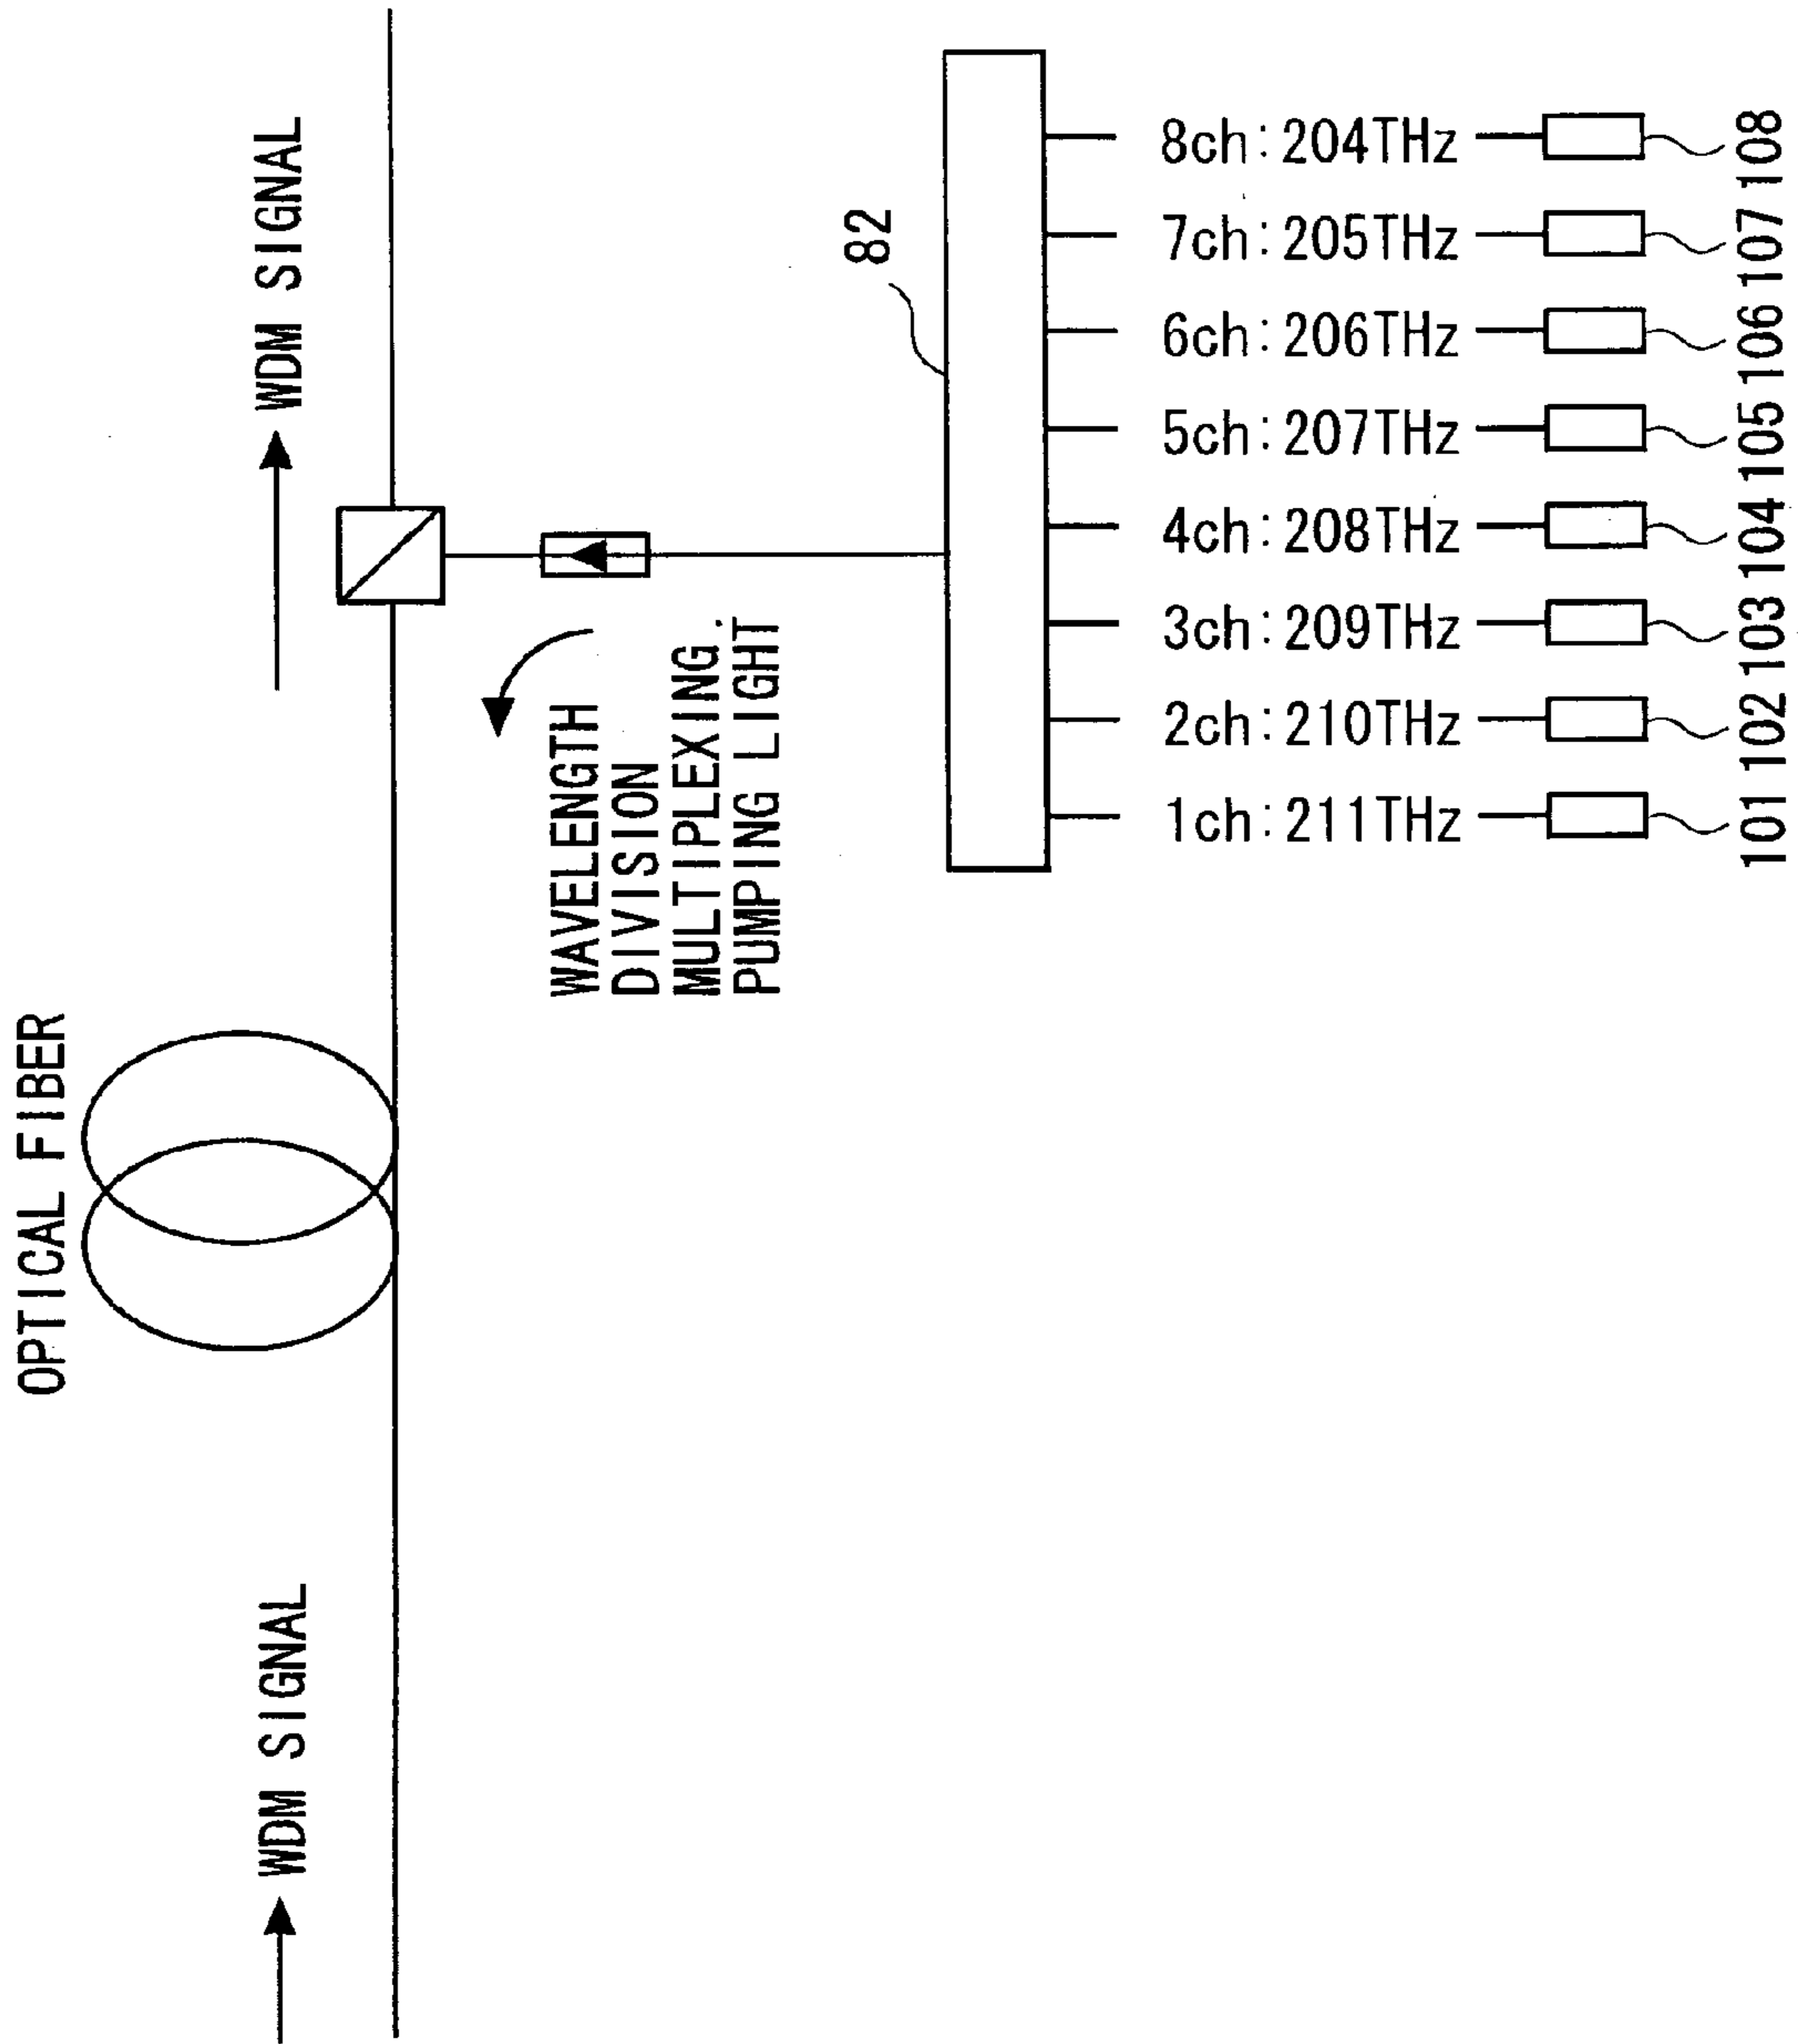 OPTICAL FIBER
WDM SIGNAL
WDM SIGNAL
WAVELENGTH
DIVISION
MULTIPLEXING
PUMPING LIGHT
82
8ch:204THz
7ch:205THz
6ch:206THz
5ch:207THz
4ch:208THz
3ch:209THz
2ch:210THz
1ch:211THz
101 102 103 104 105 106 107 108